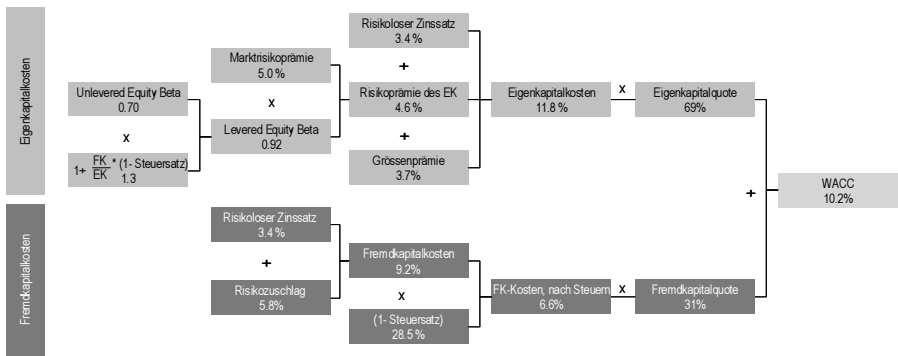 Eigenkapitalkosten
Unlevered Equity Beta
0.70
x
1+ FK/EK * (1- Steuersatz)
1.3
Marktrisikoprämie
5.0 %
x
Levered Equity Beta
0.92
Risikoloser Zinssatz
3.4 %
+
Risikoprämie des EK
4.6 %
+
Grössenprämie
3.7%
Eigenkapitalkosten
11.8 %
x
Eigenkapitalquote
69%
+
WACC
10.2%
Fremdkapitalkosten
Risikoloser Zinssatz
3.4 %
+
Risikozuschlag
5.8%
Fremdkapitalkosten
9.2%
x
(1- Steuersatz)
28.5 %
FK-Kosten, nach Steuern
6.6%
x
Fremdkapitalquote
31%